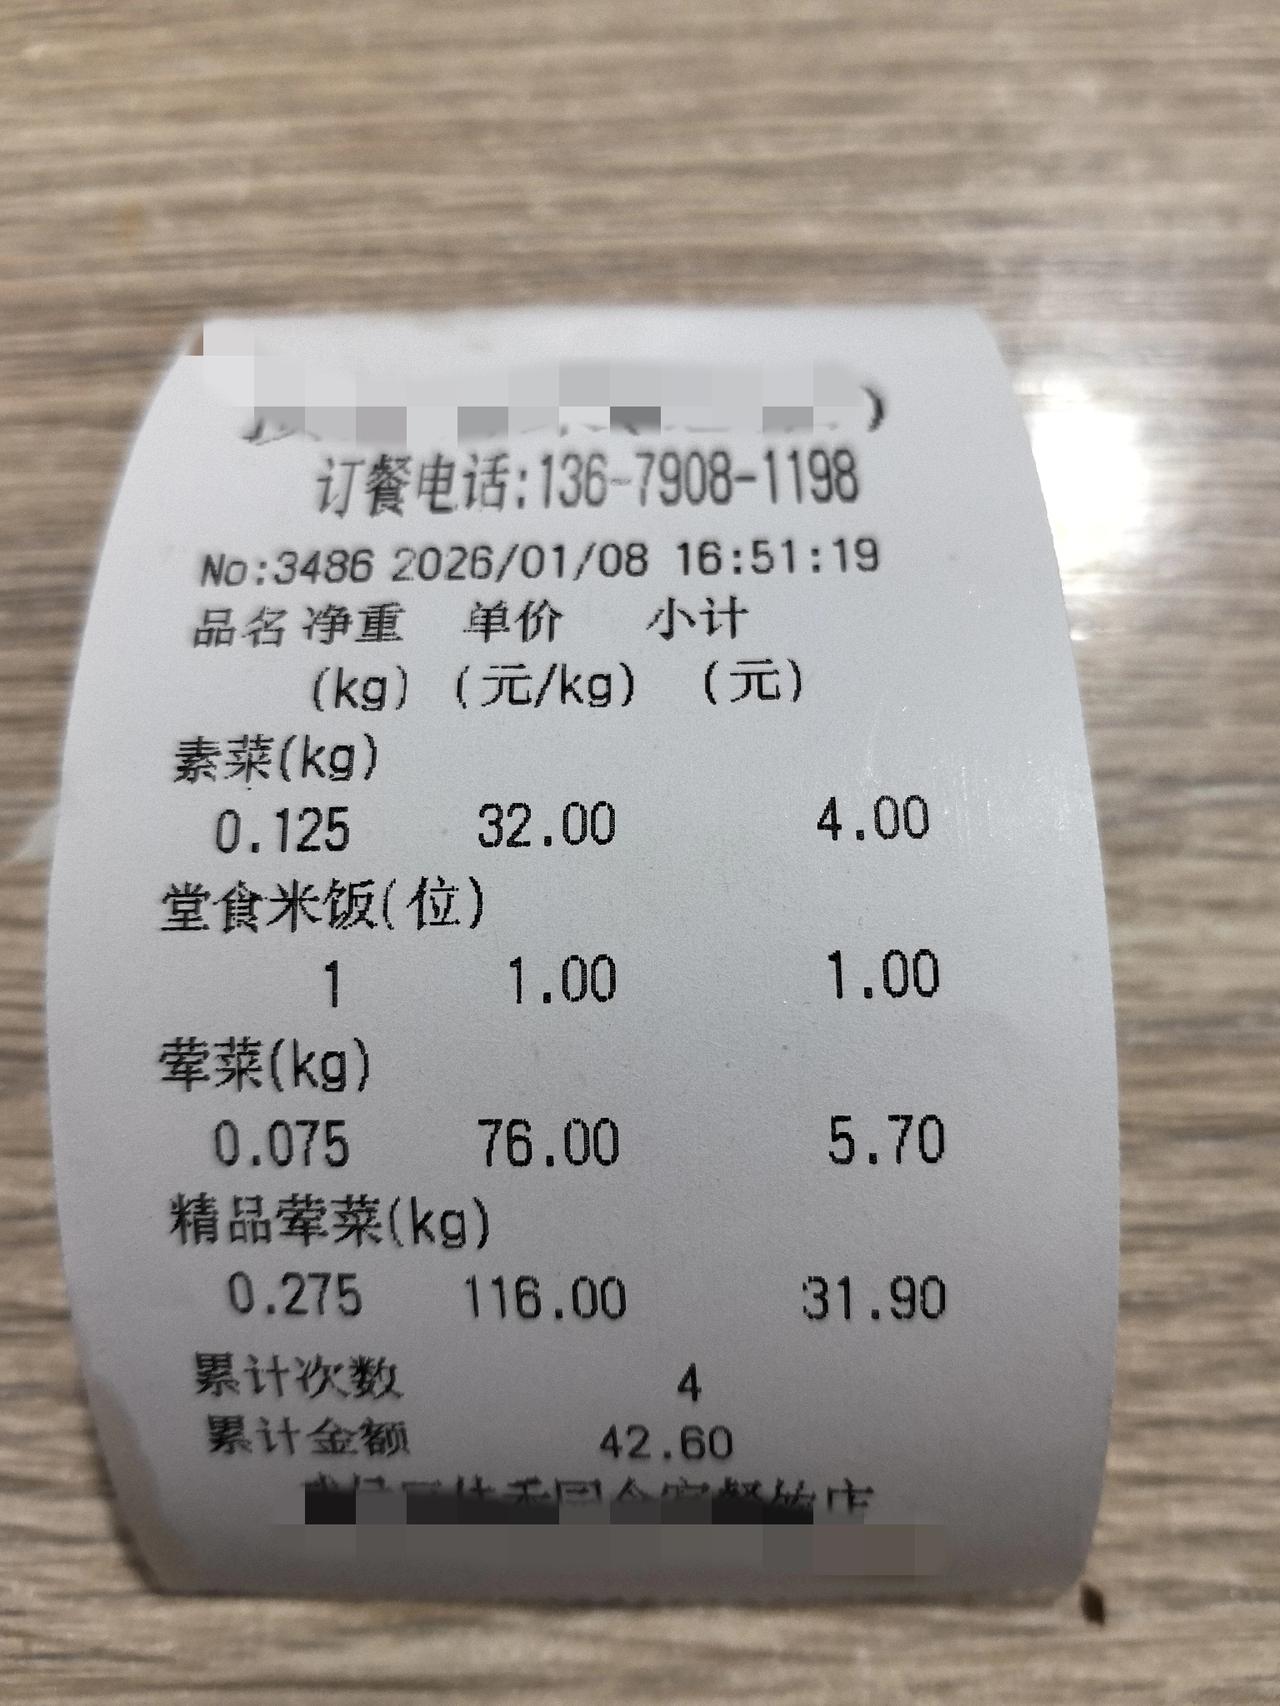 订餐电话:136-7908-1198
No:3486 2026/01/08 16:51:19
品名 净重 单价 小计
(kg) (元/kg) (元)
素菜(kg)
0.125 32.00 4.00
堂食米饭(位)
1 1.00 1.00
荤菜(kg)
0.075 76.00 5.70
精品荤菜(kg)
0.275 116.00 31.90
累计次数 4
累计金额 42.60